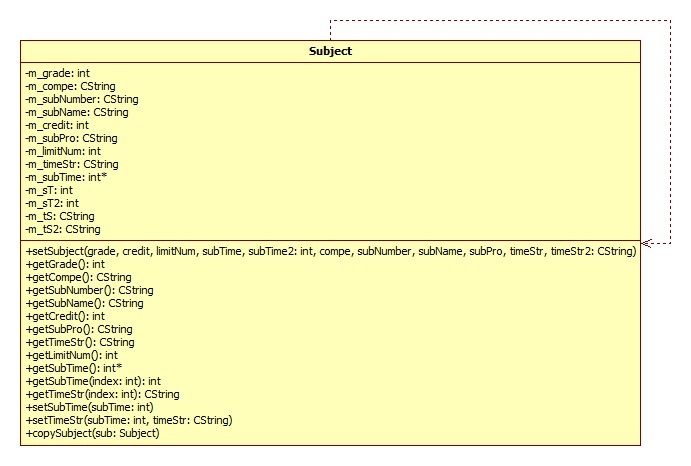 Subject
-m_grade: int
-m_compe: CString
-m_subNumber: CString
-m_subName: CString
-m_credit: int
-m_subPro: CString
-m_limitNum: int
-m_timeStr: CString
-m_subTime: int*
-m_sT: int
-m_sT2: int
-m_tS: CString
-m_tS2: CString
+setSubject(grade, credit, limitNum, subTime, subTime2: int, compe, subNumber, subName, subPro, timeStr, timeStr2: CString)
+getGrade(): int
+getCompe(): CString
+getSubNumber(): CString
+getSubName(): CString
+getCredit(): int
+getSubPro(): CString
+getTimeStr(): CString
+getLimitNum(): int
+getSubTime(): int*
+getSubTime(index: int): int
+getTimeStr(index: int): CString
+setSubTime(subTime: int)
+setTimeStr(subTime: int, timeStr: CString)
+copySubject(sub: Subject)